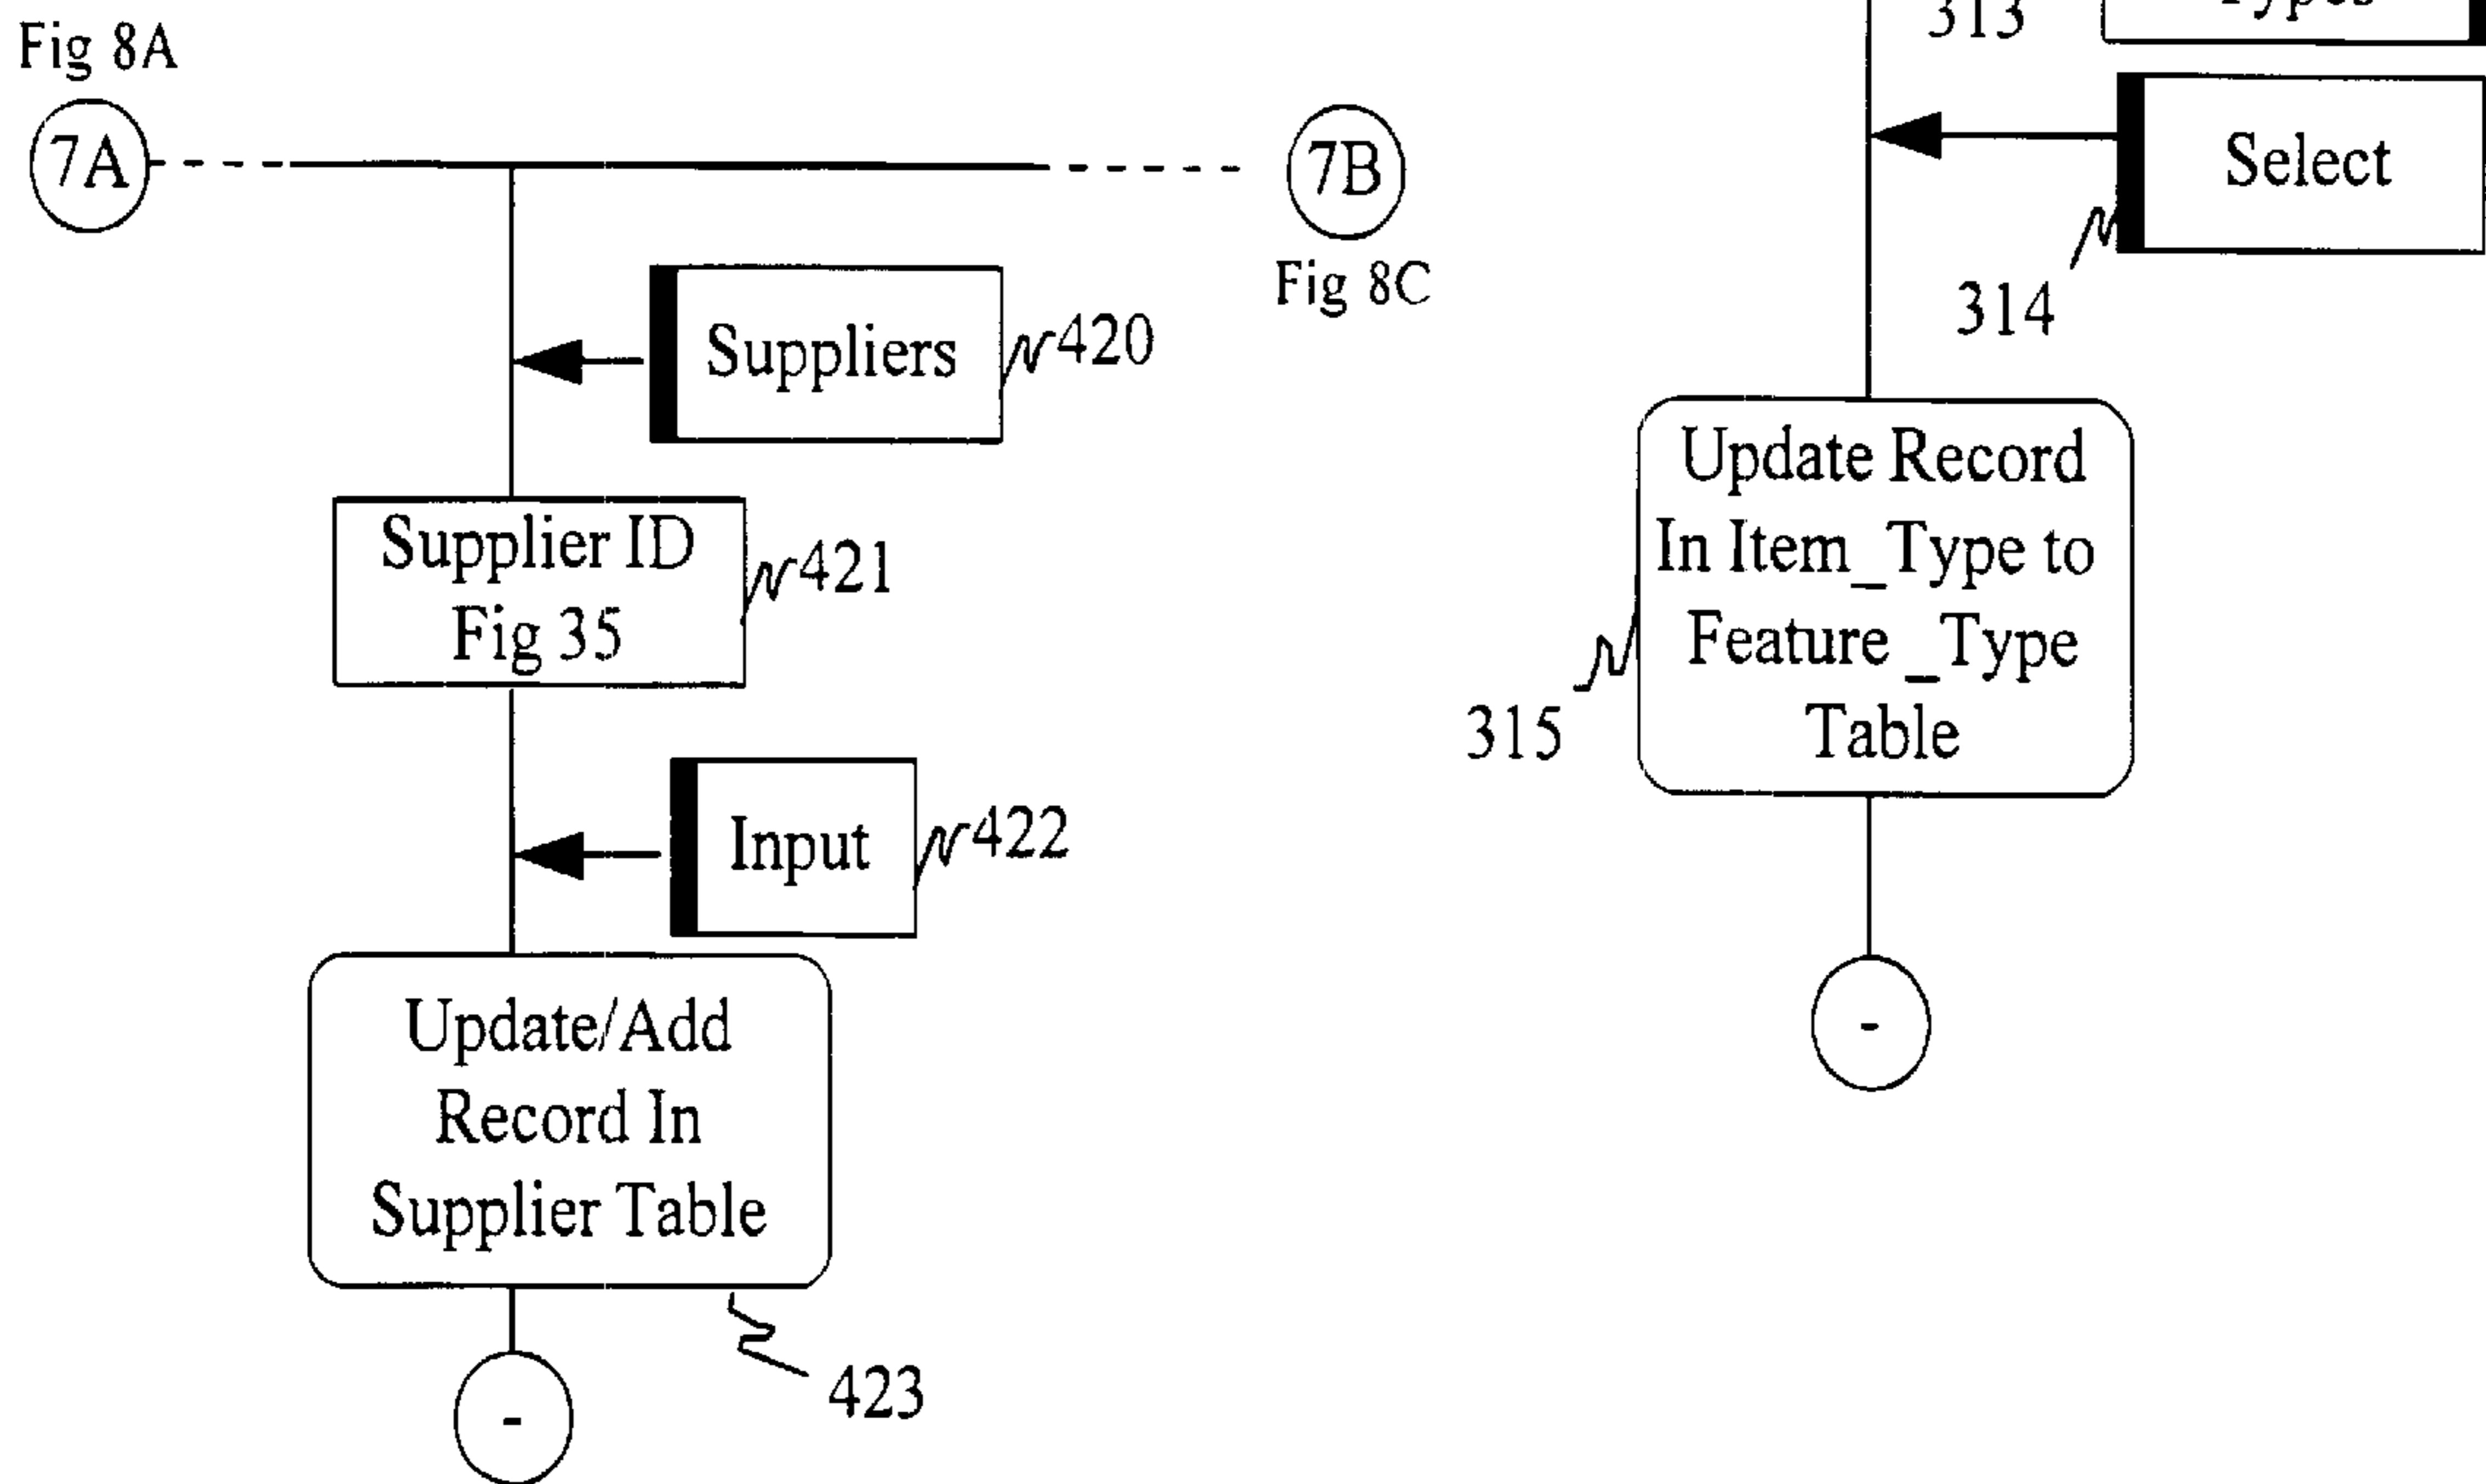 Fig 8A
7A
7B
Fig 8C
Suppliers
420
Supplier ID
Fig 35
421
Input
422
Update/Add
Record In
Supplier Table
423
-
313
Types
Select
314
Update Record
In Item_Type to
Feature _Type
Table
315
-